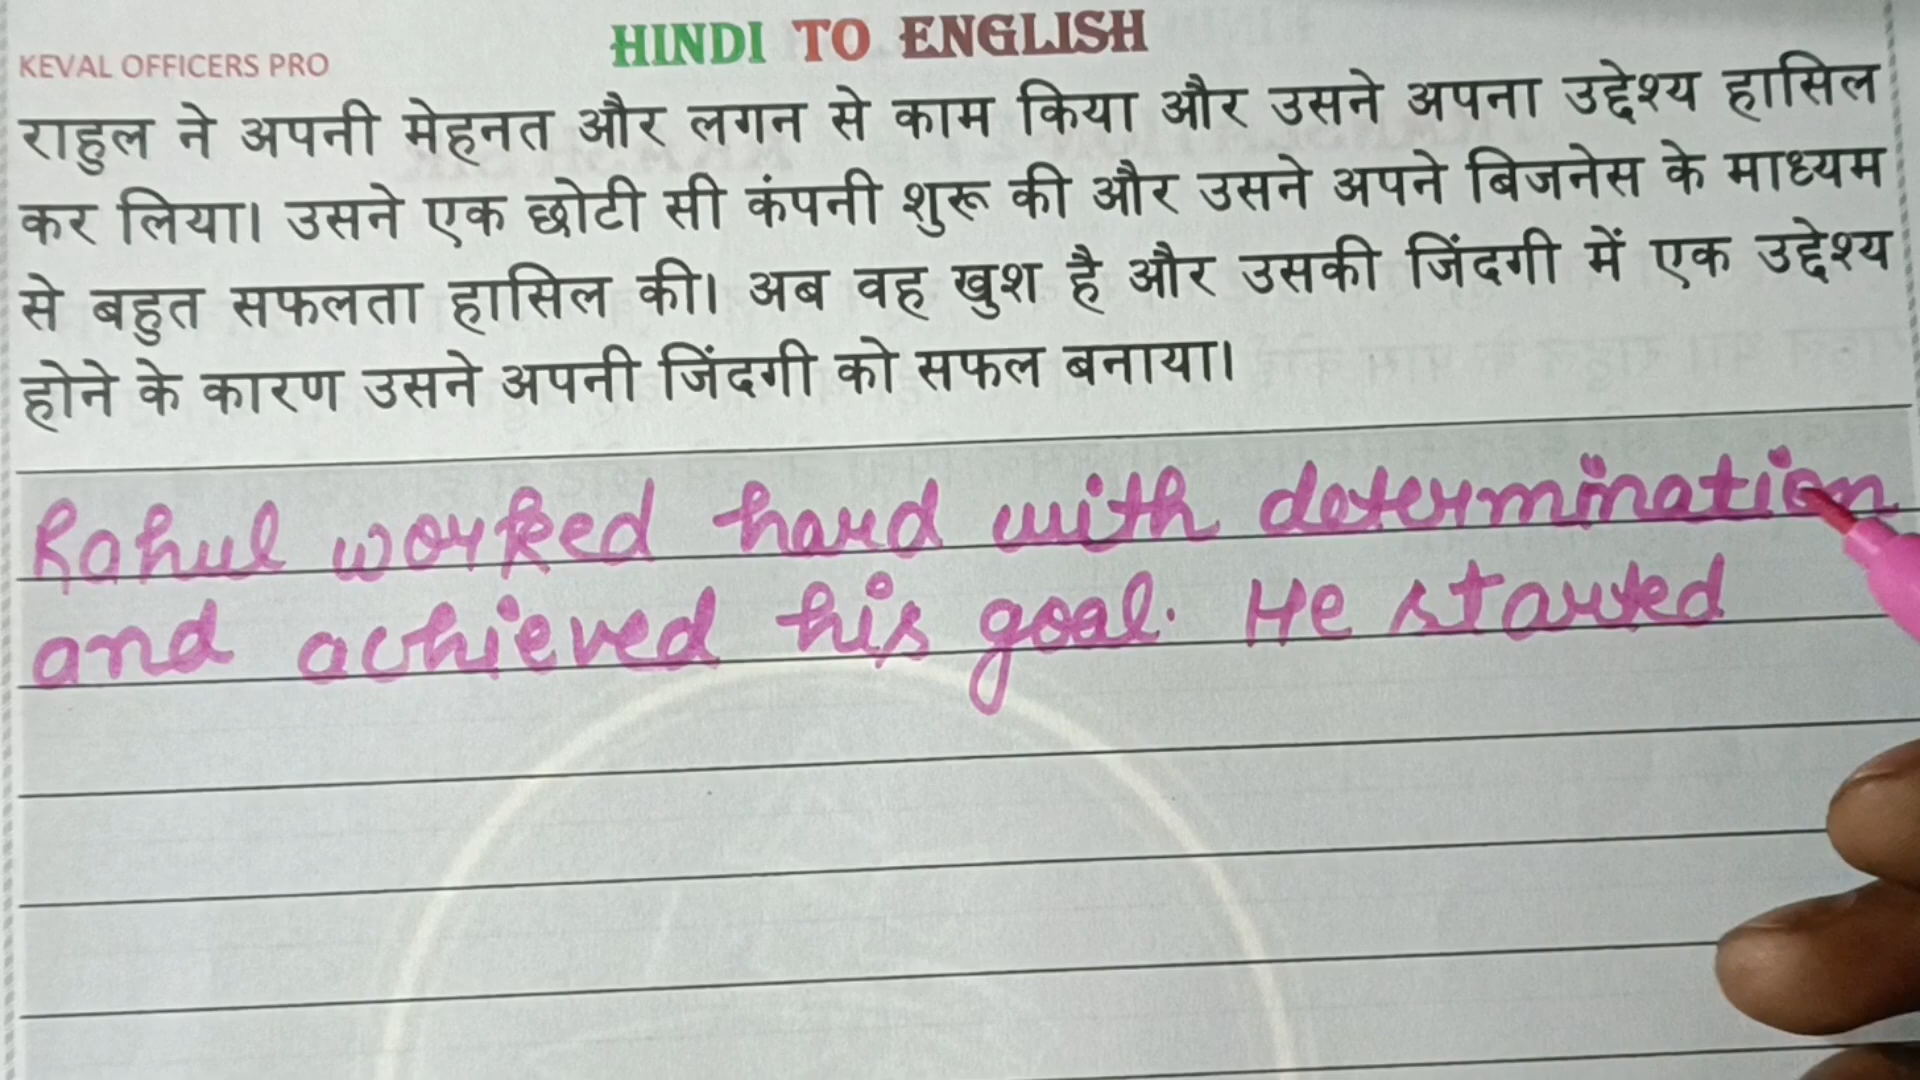 HINDI TO ENGLISH
KEVAL OFFICERS PRO
राहुल ने अपनी मेहनत और लगन से काम किया और उसने अपना उद्देश्य हासिल
कर लिया। उसने एक छोटी सी कंपनी शुरू की और उसने अपने बिजनेस के माध्यम
से बहुत सफलता हासिल की। अब वह खुश है और उसकी जिंदगी में एक उद्देश्य
होने के कारण उसने अपनी जिंदगी को सफल बनाया।
Rahul worked hard with determination
and achieved his goal. He started